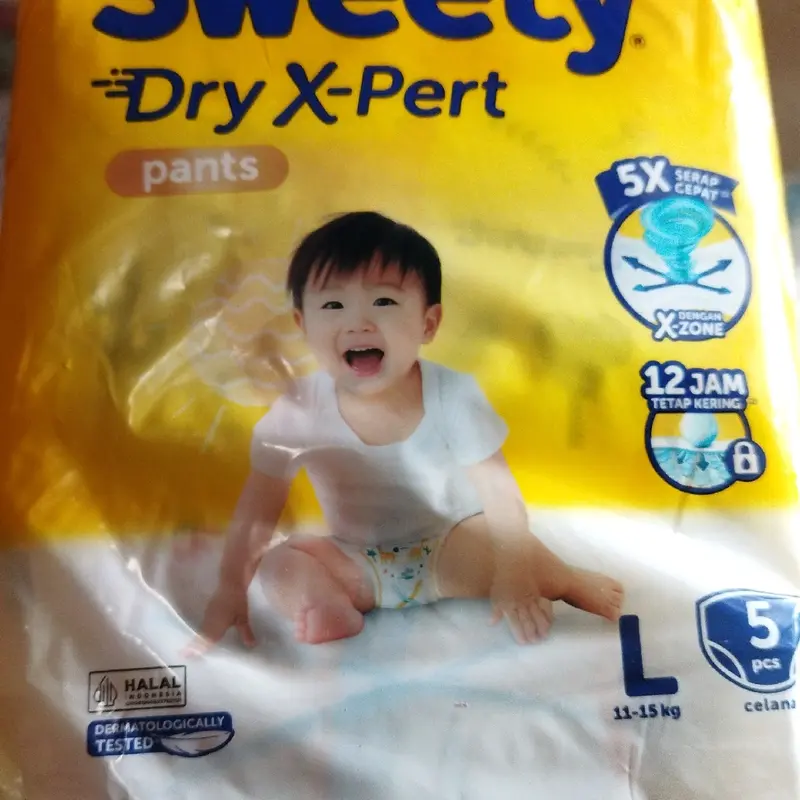 Sweety®
Dry X-Pert
pants
5X SERAP CEPAT
DENGAN X-ZONE
12 JAM
TETAP KERING
HALAL
INDONESIA
DERMATOLOGICALLY
TESTED
L
11-15 kg
5
pcs
celana